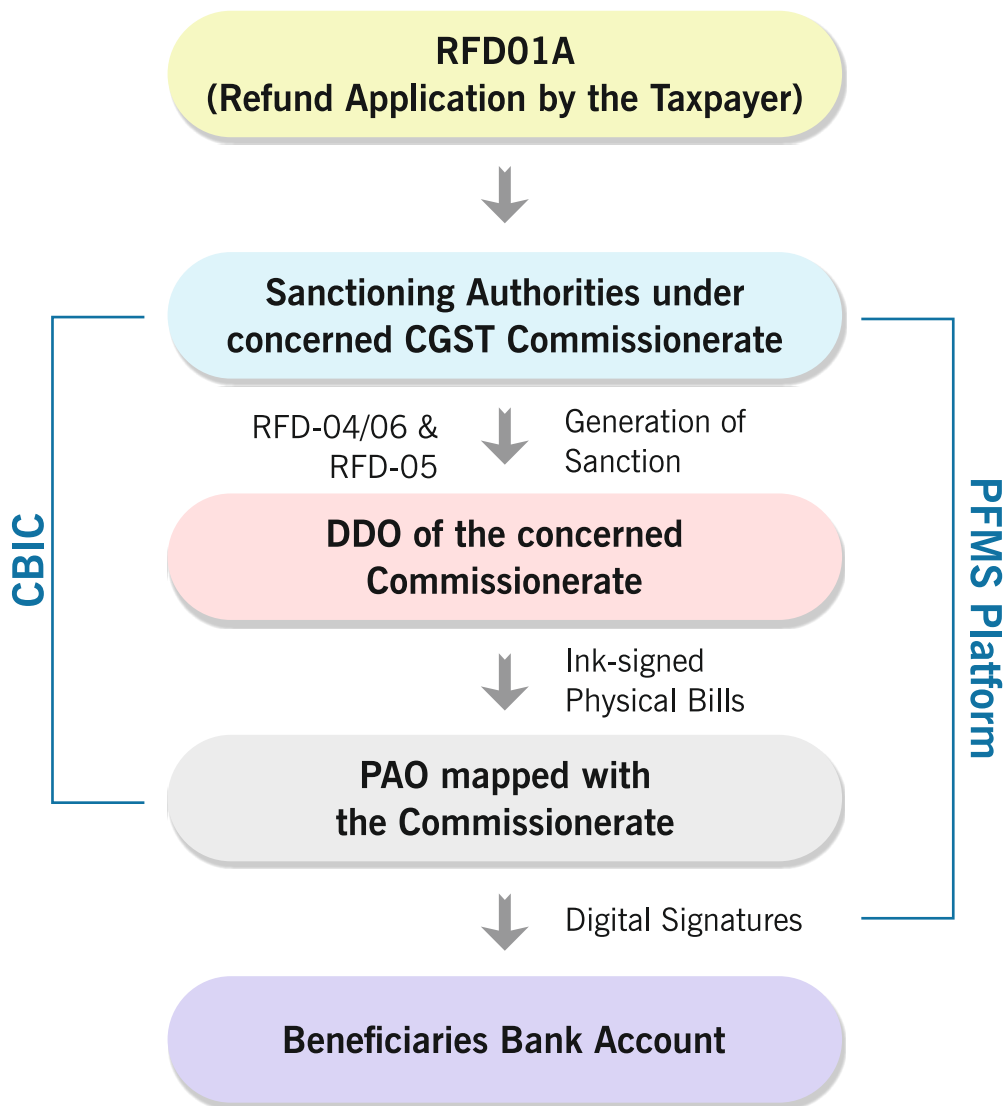 RFD01A
(Refund Application by the Taxpayer)
Sanctioning Authorities under
concerned CGST Commissionerate
RFD-04/06 &
RFD-05
Generation of
Sanction
DDO of the concerned
Commissionerate
CBIC
PFMS Platform
Ink-signed
Physical Bills
PAO mapped with
the Commissionerate
Digital Signatures
Beneficiaries Bank Account